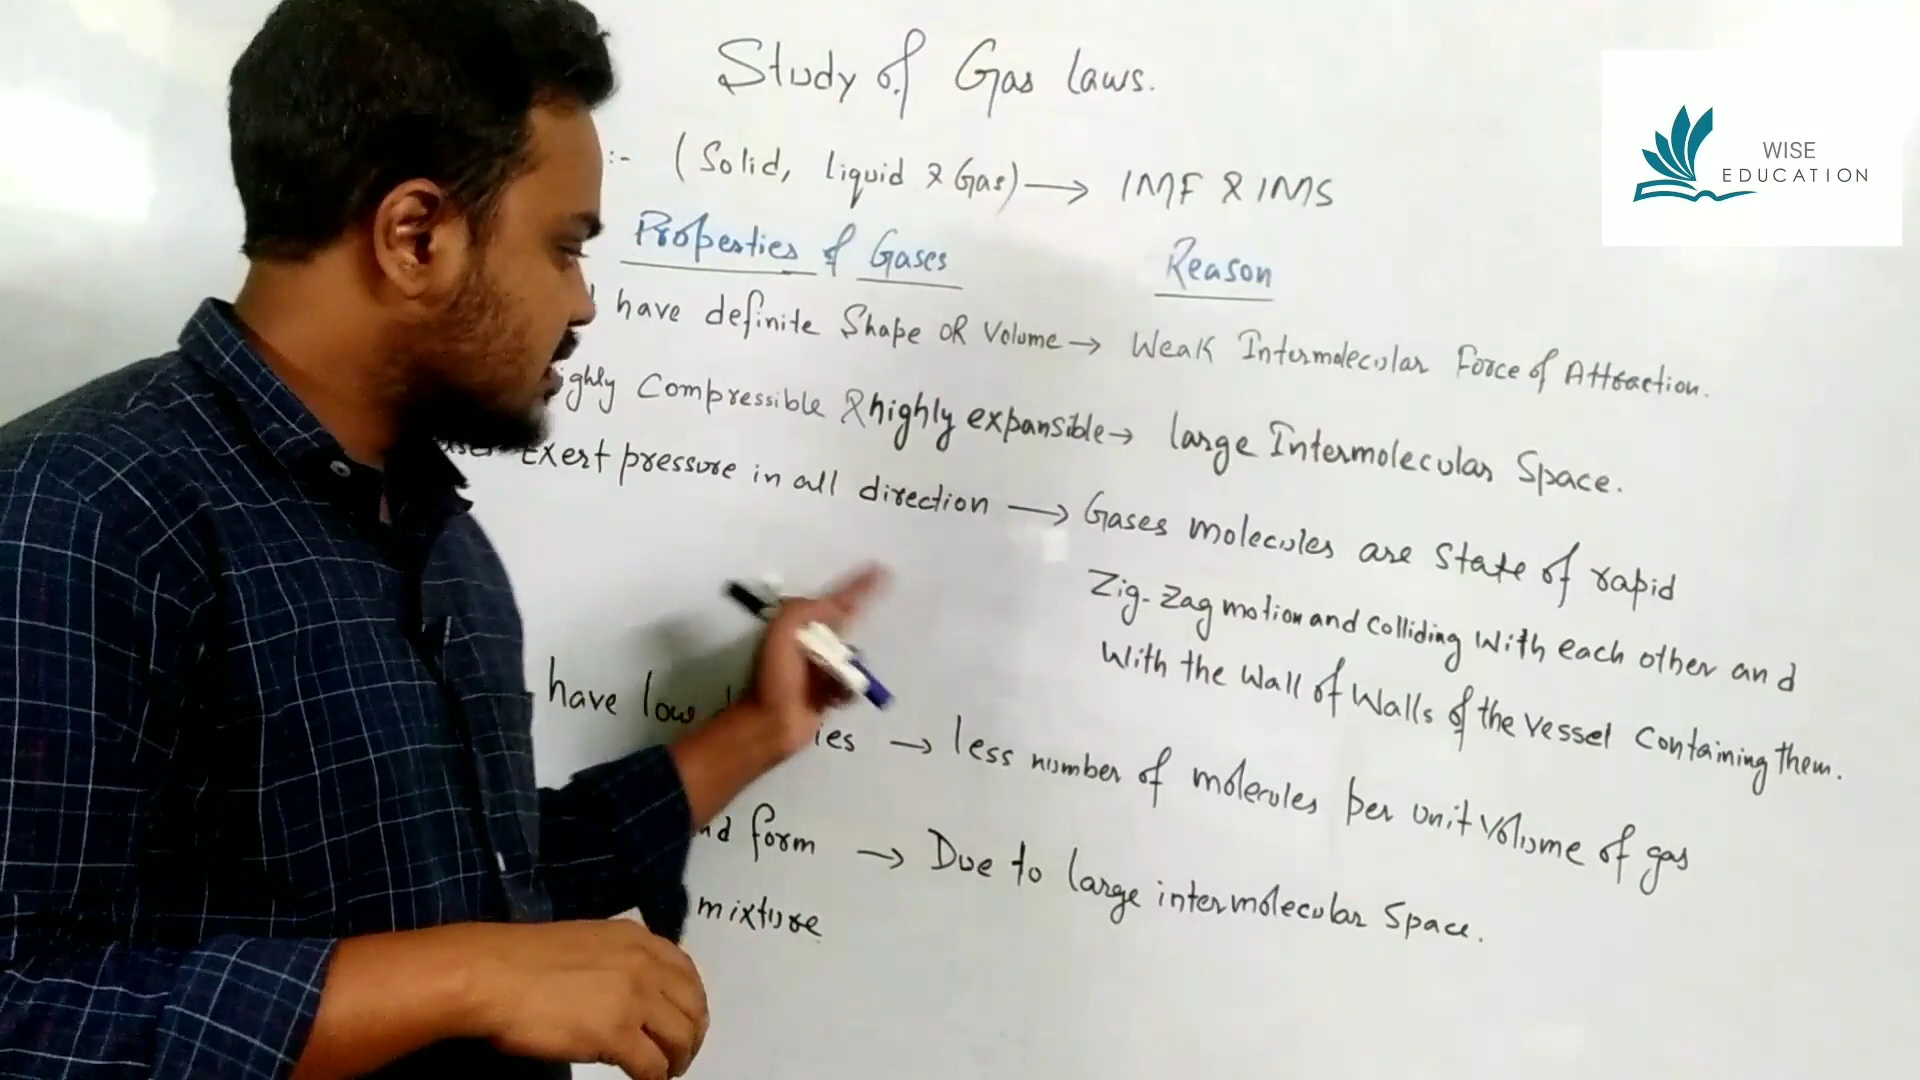 Study of Gas laws.
WISE
EDUCATION
:- (Solid, liquid & Gas) → IMF & IMS
Properties of Gases Reason
have definite Shape OR Volume → Weak Intermolecular Force of Attraction.
Compressible & highly expansible → large Intermolecular Space.
Exert pressure in all direction → Gases molecules are State of rapid
Zig-Zag motion and Colliding With each other and
With the Wall of Walls of the vessel Containing them.
have low → less number of molecules per unit Volume of gas
form → Due to large intermolecular Space.
mixture